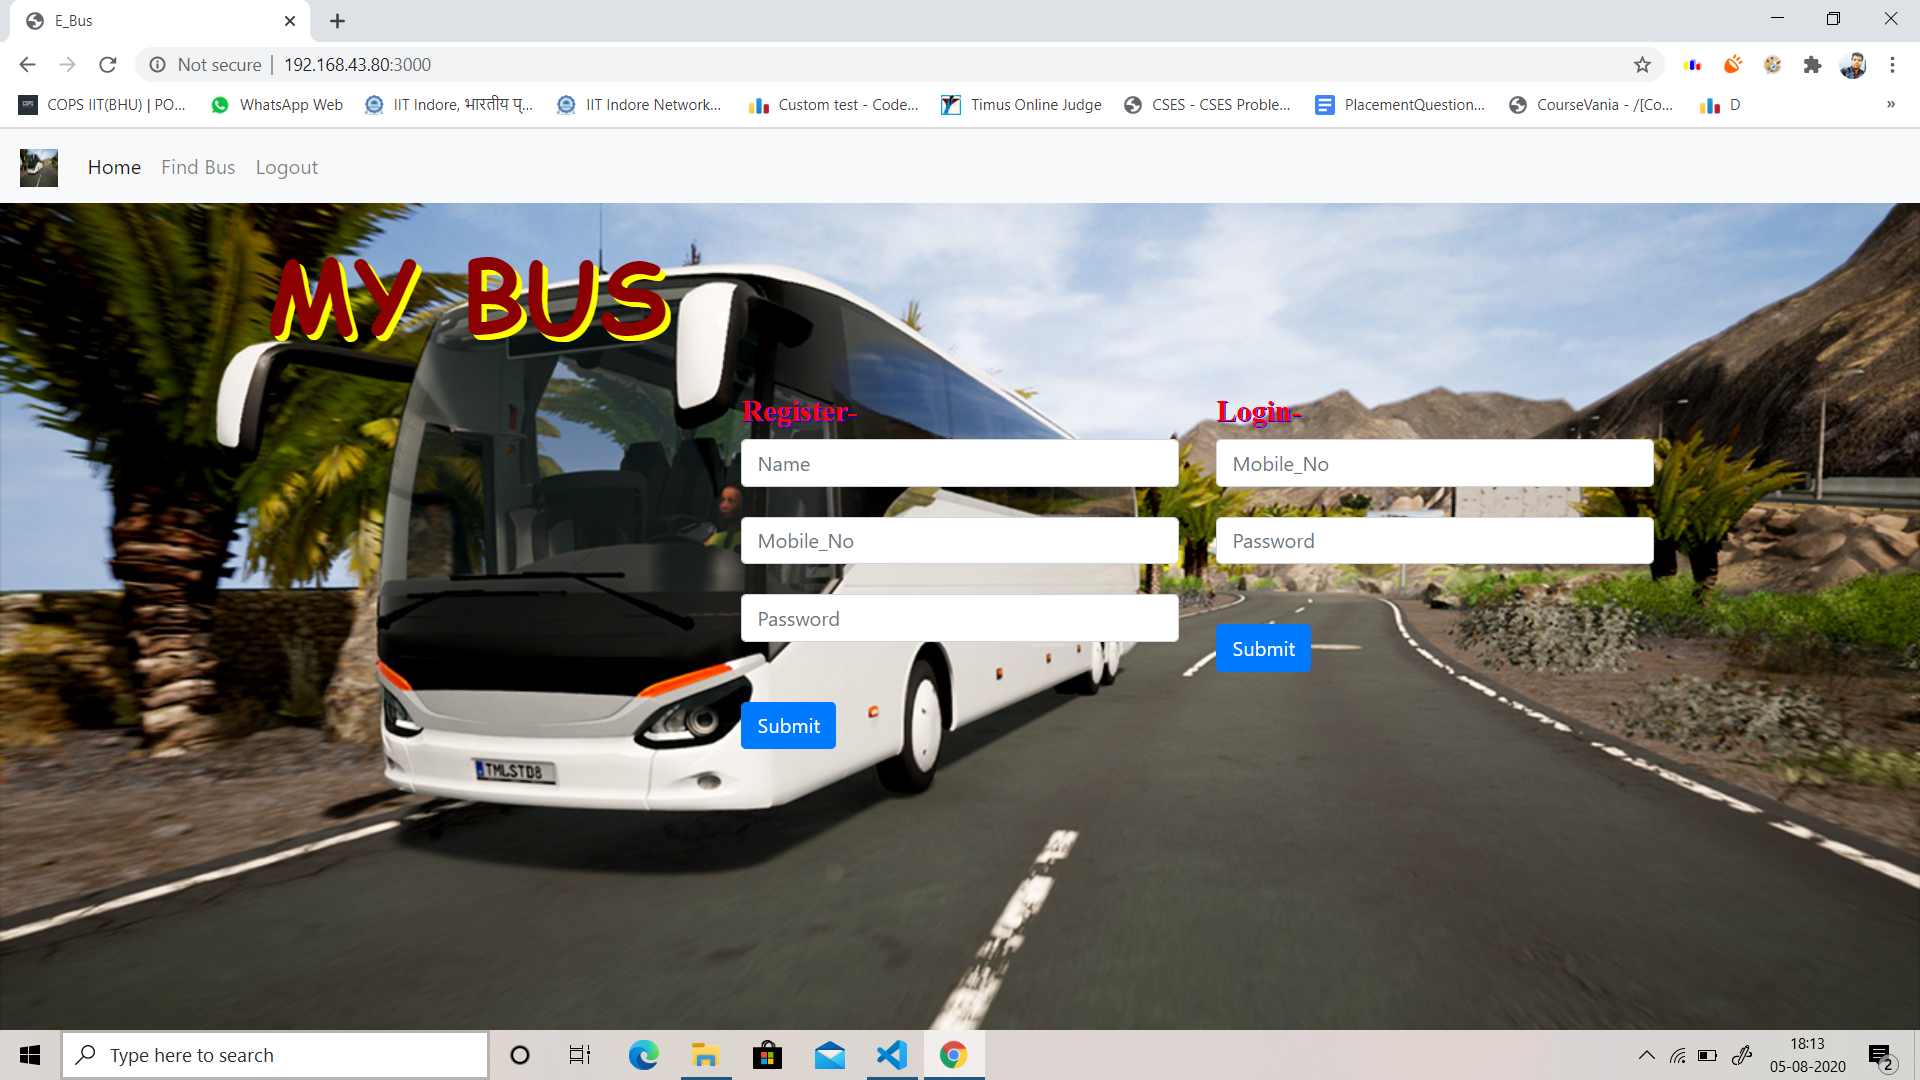 E_Bus
Not secure | 192.168.43.80:3000
COPS IIT(BHU) | PO...
WhatsApp Web
IIT Indore, भारतीय प्...
IIT Indore Network...
Custom test - Code...
Timus Online Judge
CSES - CSES Proble...
PlacementQuestion...
CourseVania - /[Co...
D
»
Home
Find Bus
Logout
MY BUS
Register-
Name
Mobile_No
Password
Submit
Login-
Mobile_No
Password
Submit
TMLSTD8
Type here to search
18:13
05-08-2020
2